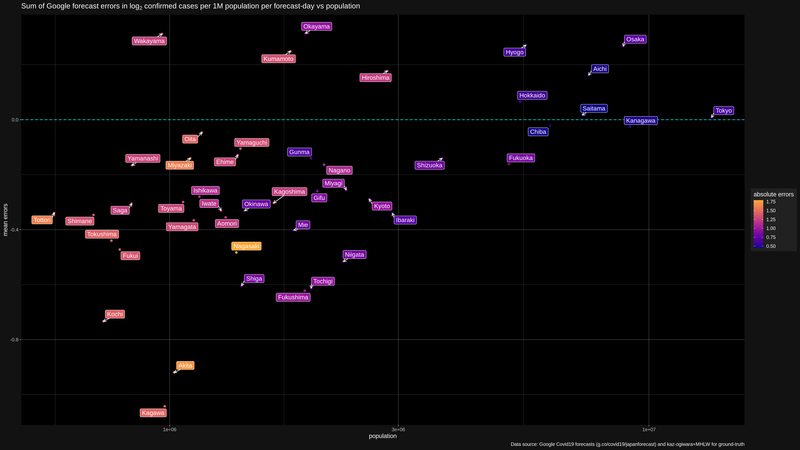 Sum of Google forecast errors in log₂ confirmed cases per 1M population per forecast-day vs population
Okayama
Wakayama
Osaka
Hyogo
Kumamoto
Aichi
Hiroshima
Hokkaido
Saitama
Tokyo
0.0
Kanagawa
Chiba
Oita
Yamaguchi
Gunma
Yamanashi
Fukuoka
Ehime
Miyazaki
Shizuoka
Nagano
Miyagi
Ishikawa
Kagoshima
Gifu
absolute errors
1.75
1.50
1.25
1.00
0.75
0.50
Iwate
Okinawa
Kyoto
Toyama
Saga
Tottori
Shimane
Ibaraki
Aomori
Mie
Yamagata
-0.4
Tokushima
Nagasaki
Fukui
Niigata
Shiga
Tochigi
Fukushima
Kochi
-0.8
Akita
Kagawa
mean errors
1e+06
3e+06
1e+07
population
Data source: Google Covid19 forecasts (g.co/covid19/japanforecast) and kaz-ogiwara+MHLW for ground-truth